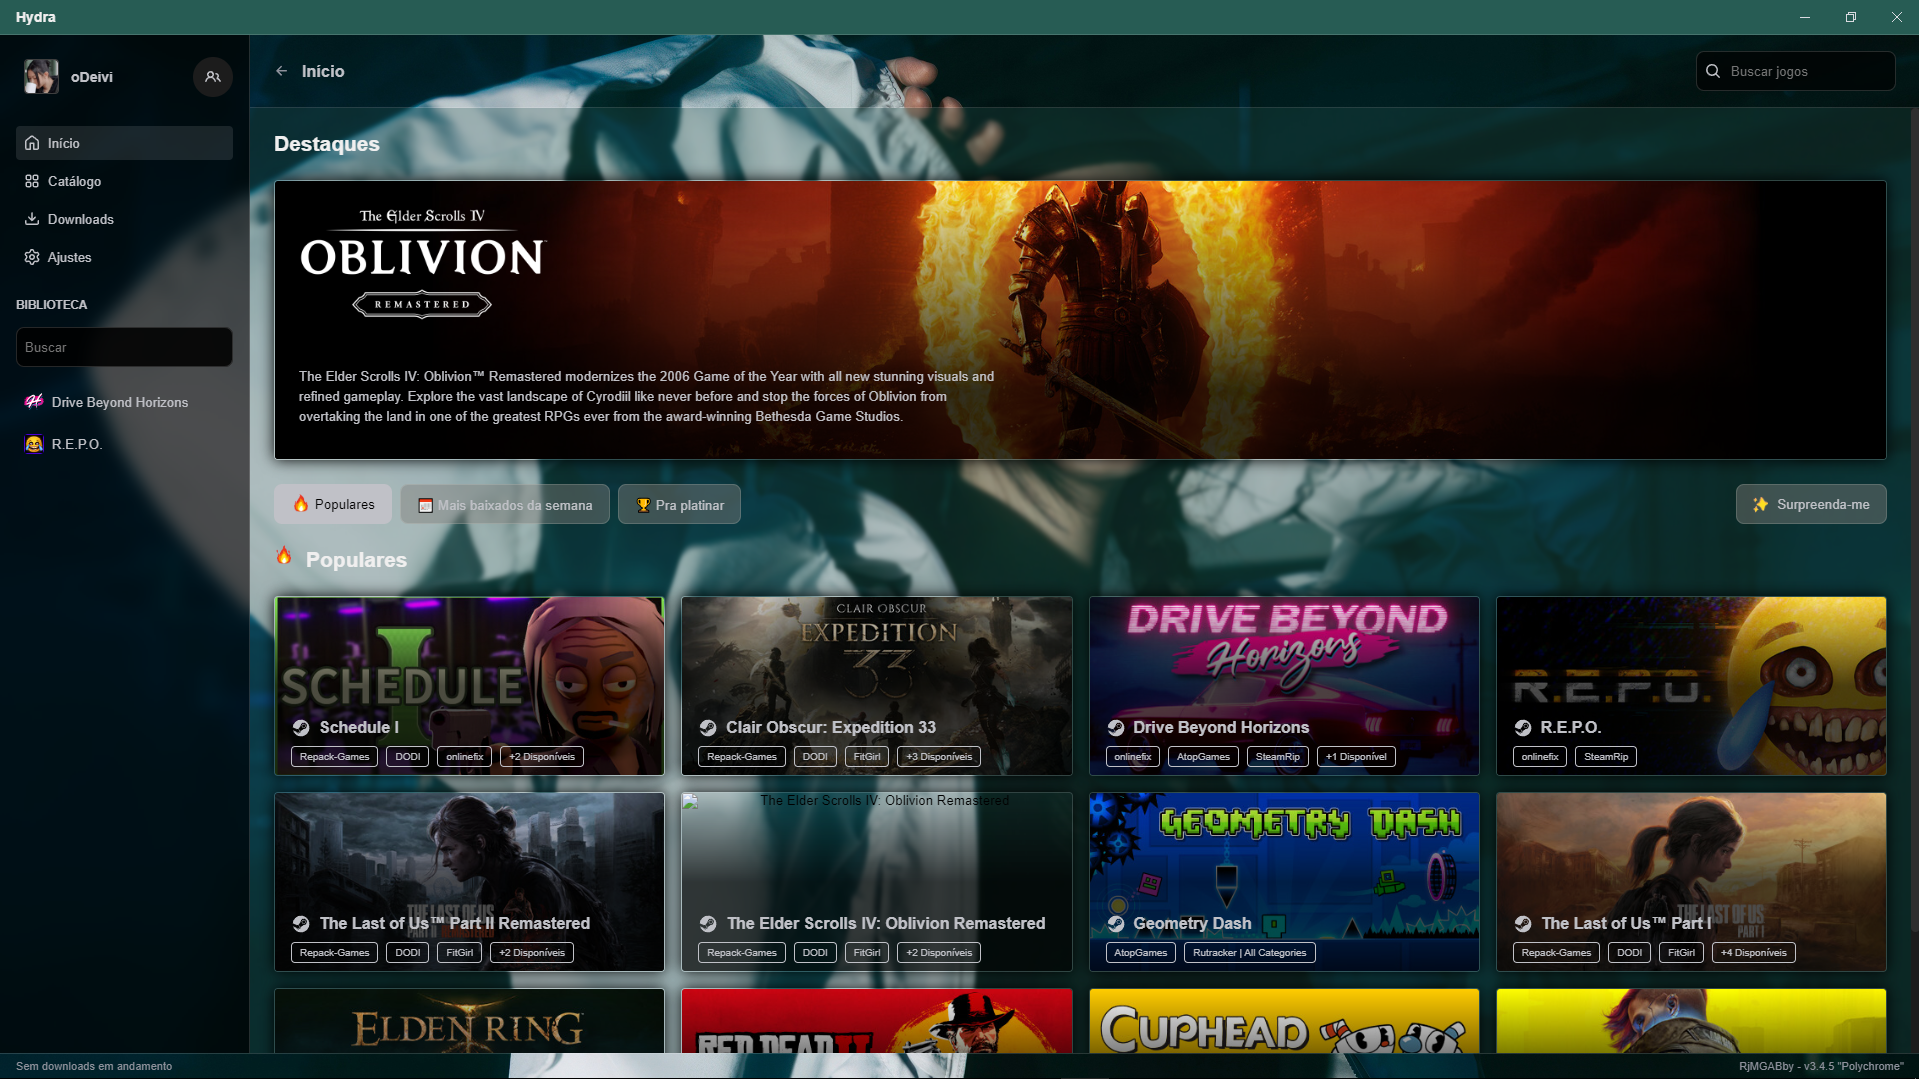 Hydra
oDeivi
Início
Catálogo
Downloads
Ajustes
BIBLIOTECA
Buscar
Drive Beyond Horizons
R.E.P.O.
Início
Buscar jogos
Destaques
The Elder Scrolls IV
OBLIVION
REMASTERED
The Elder Scrolls IV: Oblivion™ Remastered modernizes the 2006 Game of the Year with all new stunning visuals and
refined gameplay. Explore the vast landscape of Cyrodiil like never before and stop the forces of Oblivion from
overtaking the land in one of the greatest RPGs ever from the award-winning Bethesda Game Studios.
Populares
Mais baixados da semana
Pra platinar
Surpreenda-me
Populares
SCHEDULE I
Schedule I
Repack-Games DODI onlinefix +2 Disponíveis
CLAIR OBSCUR
EXPEDITION
33
Clair Obscur: Expedition 33
Repack-Games DODI FitGirl +3 Disponíveis
DRIVE BEYOND
Horizons
Drive Beyond Horizons
onlinefix AtopGames SteamRip +1 Disponível
R.E.P.O.
R.E.P.O.
onlinefix SteamRip
THE LAST OF US
PART II REMASTERED
The Last of Us™ Part II Remastered
Repack-Games DODI FitGirl +2 Disponíveis
The Elder Scrolls IV: Oblivion Remastered
The Elder Scrolls IV: Oblivion Remastered
Repack-Games DODI FitGirl +2 Disponíveis
GEOMETRY DASH
Geometry Dash
AtopGames Rutracker | All Categories
THE LAST OF US
PART I
The Last of Us™ Part I
Repack-Games DODI FitGirl +4 Disponíveis
ELDEN RING
RED DEAD II
CUPHEAD
Sem downloads em andamento
RjMGABby - v3.4.5 "Polychrome"